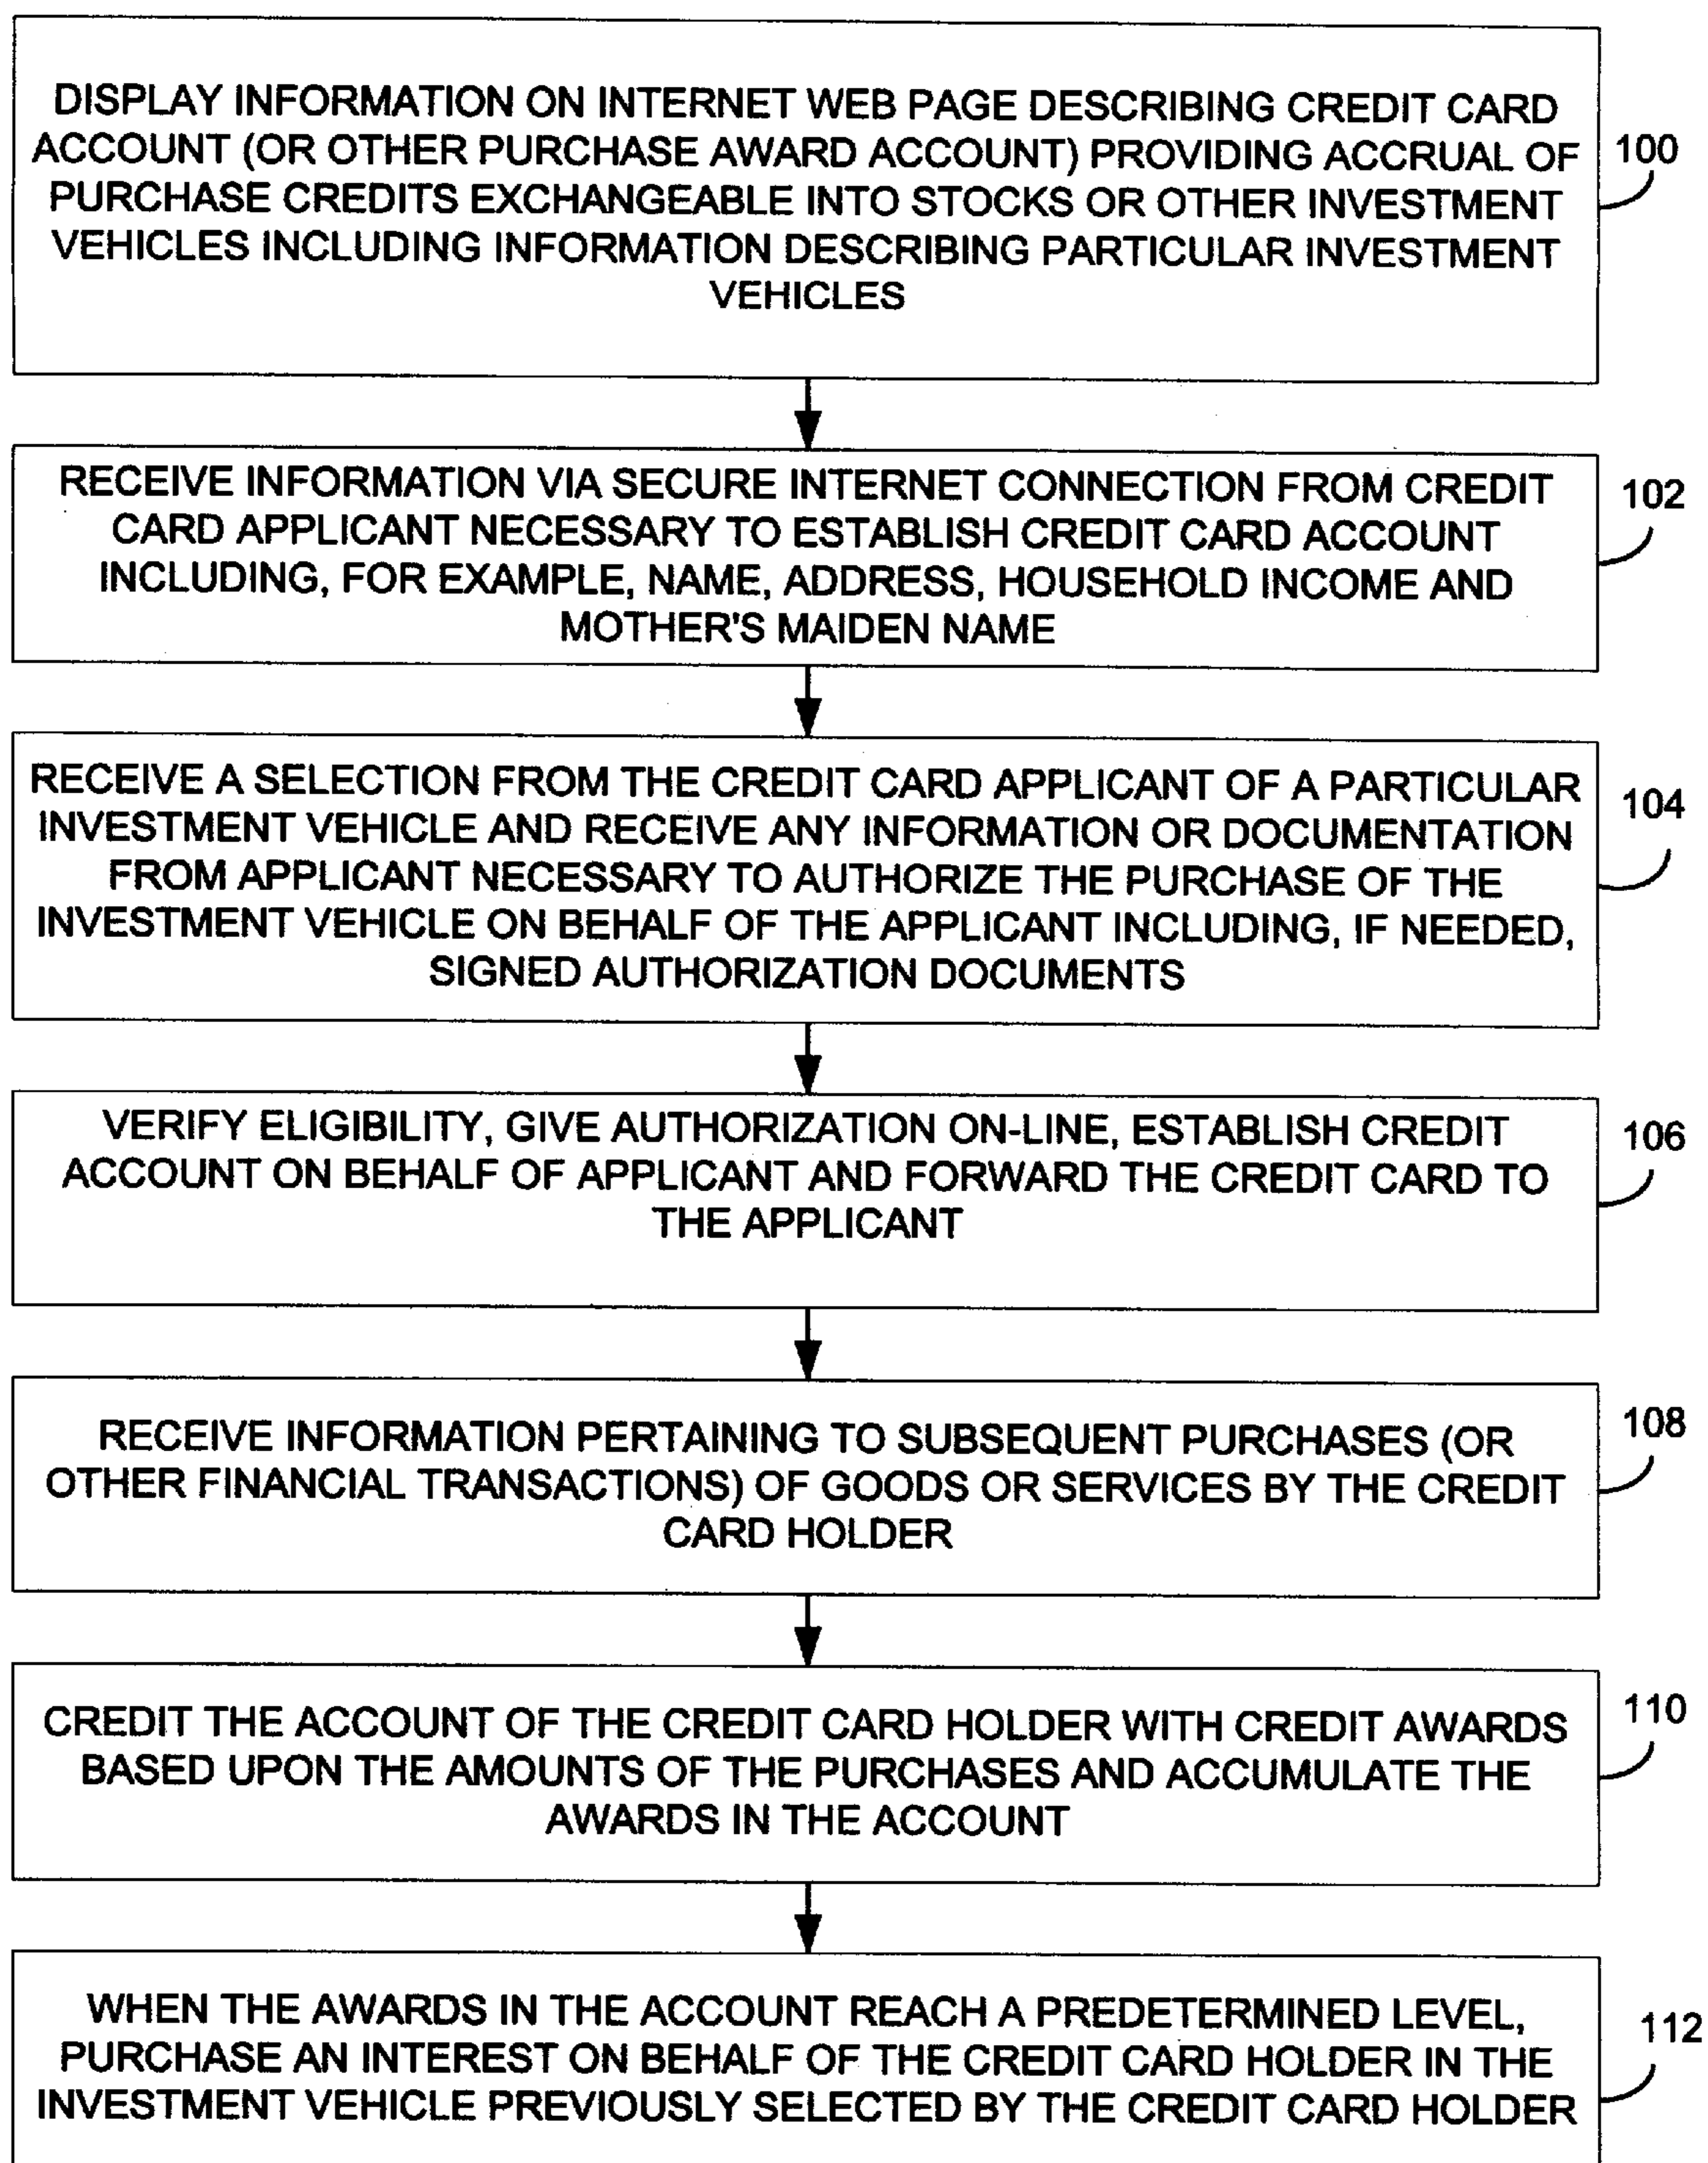 DISPLAY INFORMATION ON INTERNET WEB PAGE DESCRIBING CREDIT CARD
ACCOUNT (OR OTHER PURCHASE AWARD ACCOUNT) PROVIDING ACCRUAL OF
PURCHASE CREDITS EXCHANGEABLE INTO STOCKS OR OTHER INVESTMENT
VEHICLES INCLUDING INFORMATION DESCRIBING PARTICULAR INVESTMENT
VEHICLES
100
RECEIVE INFORMATION VIA SECURE INTERNET CONNECTION FROM CREDIT
CARD APPLICANT NECESSARY TO ESTABLISH CREDIT CARD ACCOUNT
INCLUDING, FOR EXAMPLE, NAME, ADDRESS, HOUSEHOLD INCOME AND
MOTHER'S MAIDEN NAME
102
RECEIVE A SELECTION FROM THE CREDIT CARD APPLICANT OF A PARTICULAR
INVESTMENT VEHICLE AND RECEIVE ANY INFORMATION OR DOCUMENTATION
FROM APPLICANT NECESSARY TO AUTHORIZE THE PURCHASE OF THE
INVESTMENT VEHICLE ON BEHALF OF THE APPLICANT INCLUDING, IF NEEDED,
SIGNED AUTHORIZATION DOCUMENTS
104
VERIFY ELIGIBILITY, GIVE AUTHORIZATION ON-LINE, ESTABLISH CREDIT
ACCOUNT ON BEHALF OF APPLICANT AND FORWARD THE CREDIT CARD TO
THE APPLICANT
106
RECEIVE INFORMATION PERTAINING TO SUBSEQUENT PURCHASES (OR
OTHER FINANCIAL TRANSACTIONS) OF GOODS OR SERVICES BY THE CREDIT
CARD HOLDER
108
CREDIT THE ACCOUNT OF THE CREDIT CARD HOLDER WITH CREDIT AWARDS
BASED UPON THE AMOUNTS OF THE PURCHASES AND ACCUMULATE THE
AWARDS IN THE ACCOUNT
110
WHEN THE AWARDS IN THE ACCOUNT REACH A PREDETERMINED LEVEL,
PURCHASE AN INTEREST ON BEHALF OF THE CREDIT CARD HOLDER IN THE
INVESTMENT VEHICLE PREVIOUSLY SELECTED BY THE CREDIT CARD HOLDER
112